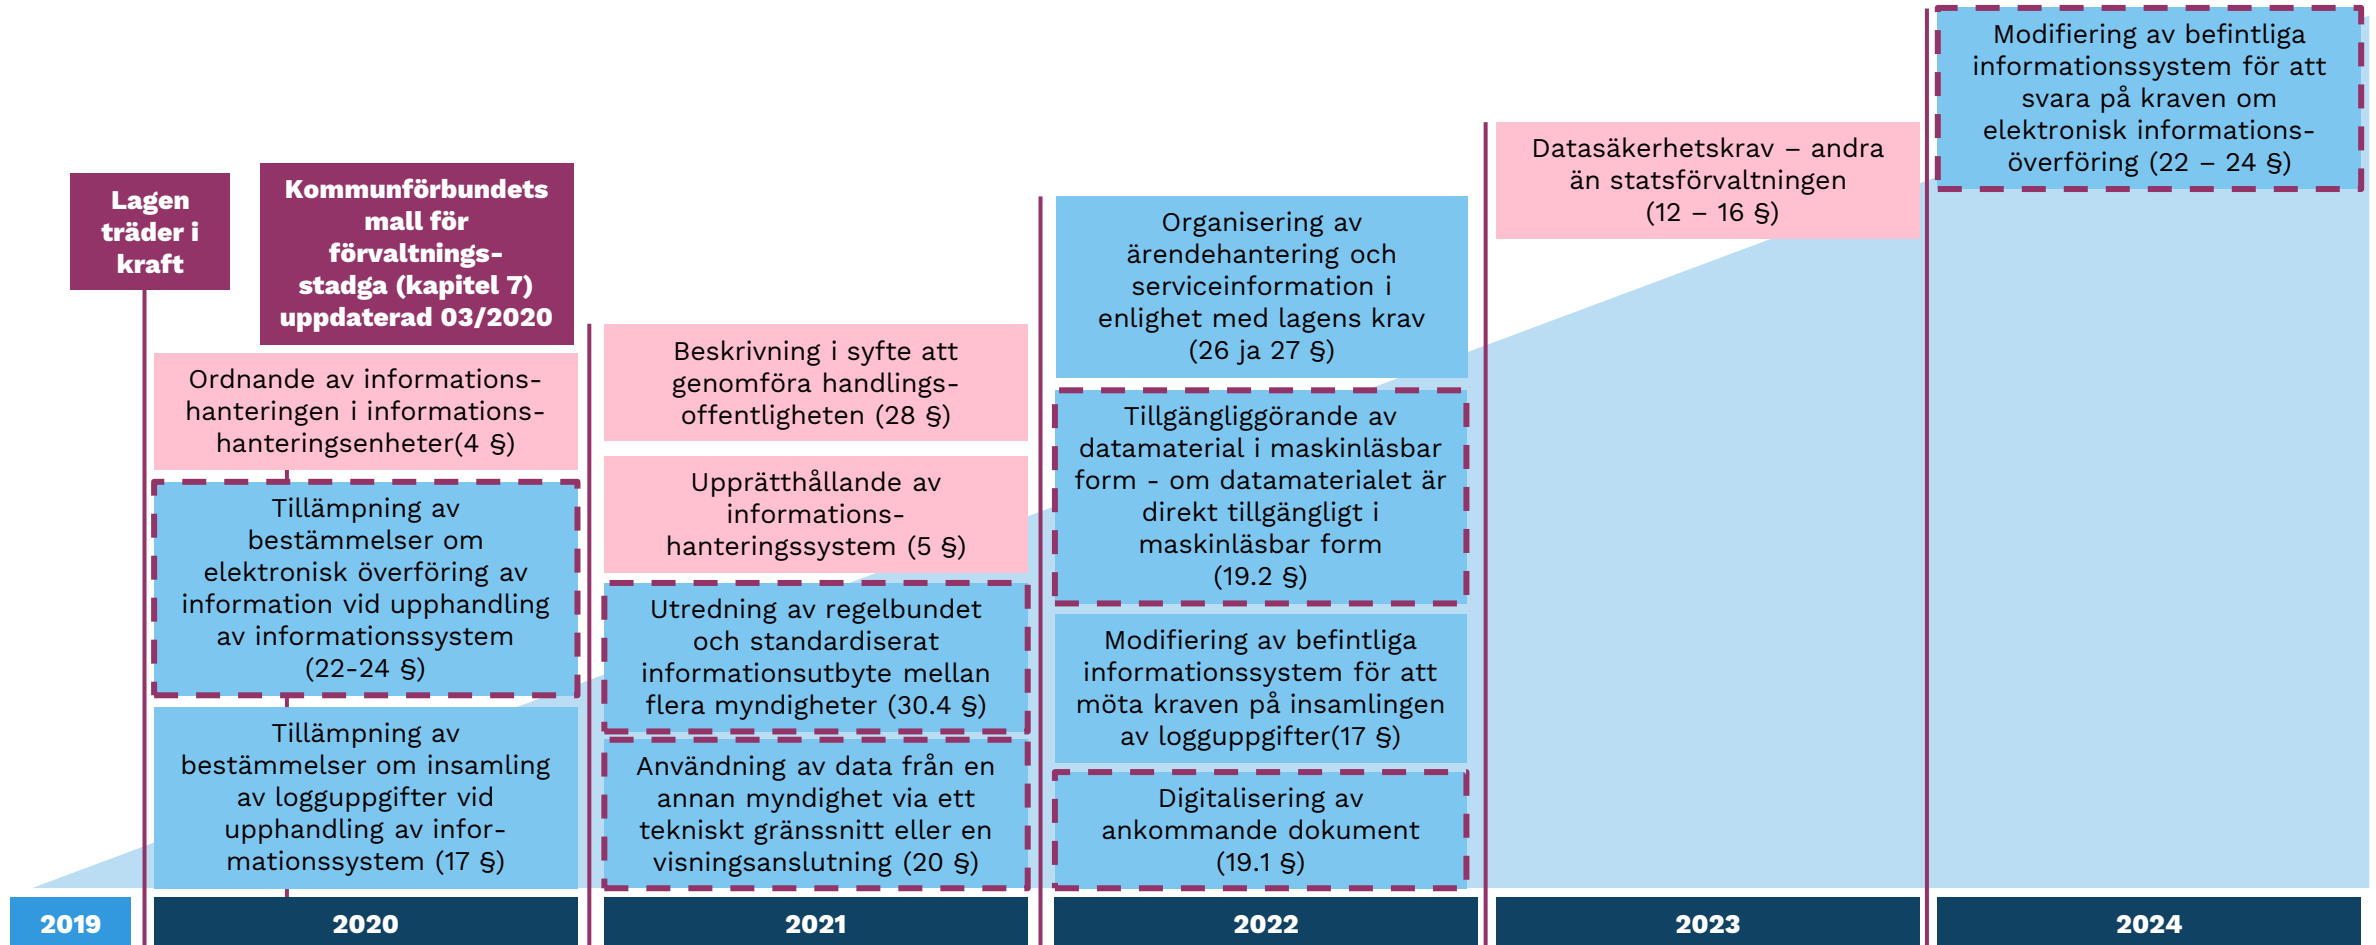 Lagen
träder i
kraft
Kommunförbundets
mall för
förvaltnings-
stadga (kapitel 7)
uppdaterad 03/2020
Ordnande av informations-
hanteringen i informations-
hanteringsenheter(4 §)
Tillämpning av
bestämmelser om
elektronisk överföring av
information vid upphandling
av informationssystem
(22-24 §)
Tillämpning av
bestämmelser om insamling
av logguppgifter vid
upphandling av infor-
mationssystem (17 §)
Beskrivning i syfte att
genomföra handlings-
offentligheten (28 §)
Upprätthållande av
informations-
hanteringssystem (5 §)
Utredning av regelbundet
och standardiserat
informationsutbyte mellan
flera myndigheter (30.4 §)
Användning av data från en
annan myndighet via ett
tekniskt gränssnitt eller en
visningsanslutning (20 §)
Organisering av
ärendehantering och
serviceinformation i
enlighet med lagens krav
(26 ja 27 §)
Tillgängliggörande av
datamaterial i maskinläsbar
form - om datamaterialet är
direkt tillgängligt i
maskinläsbar form
(19.2 §)
Modifiering av befintliga
informationssystem för att
möta kraven på insamlingen
av logguppgifter(17 §)
Digitalisering av
ankommande dokument
(19.1 §)
Datasäkerhetskrav – andra
än statsförvaltningen
(12 – 16 §)
Modifiering av befintliga
informationssystem för att
svara på kraven om
elektronisk informations-
överföring (22 – 24 §)
2019
2020
2021
2022
2023
2024